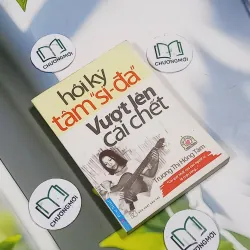 CHUONGMOI
CHUONGMOI
hồi ký
tâm "si-đa"
Vượt lên
cái chết
Trương Thị Hồng Tâm
CHUONGMOI
CHUONGMOI